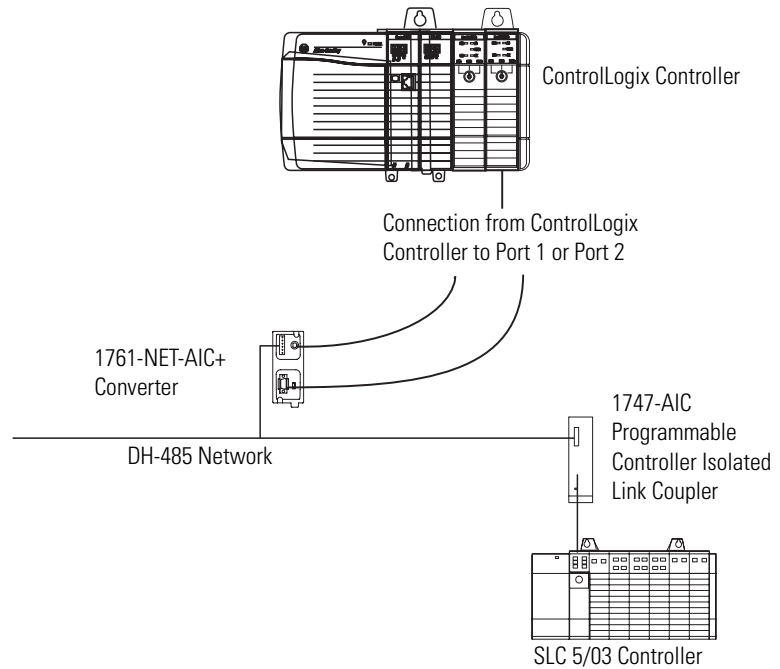 ControlLogix Controller
Connection from ControlLogix
Controller to Port 1 or Port 2
1761-NET-AIC+
Converter
DH-485 Network
1747-AIC
Programmable
Controller Isolated
Link Coupler
SLC 5/03 Controller